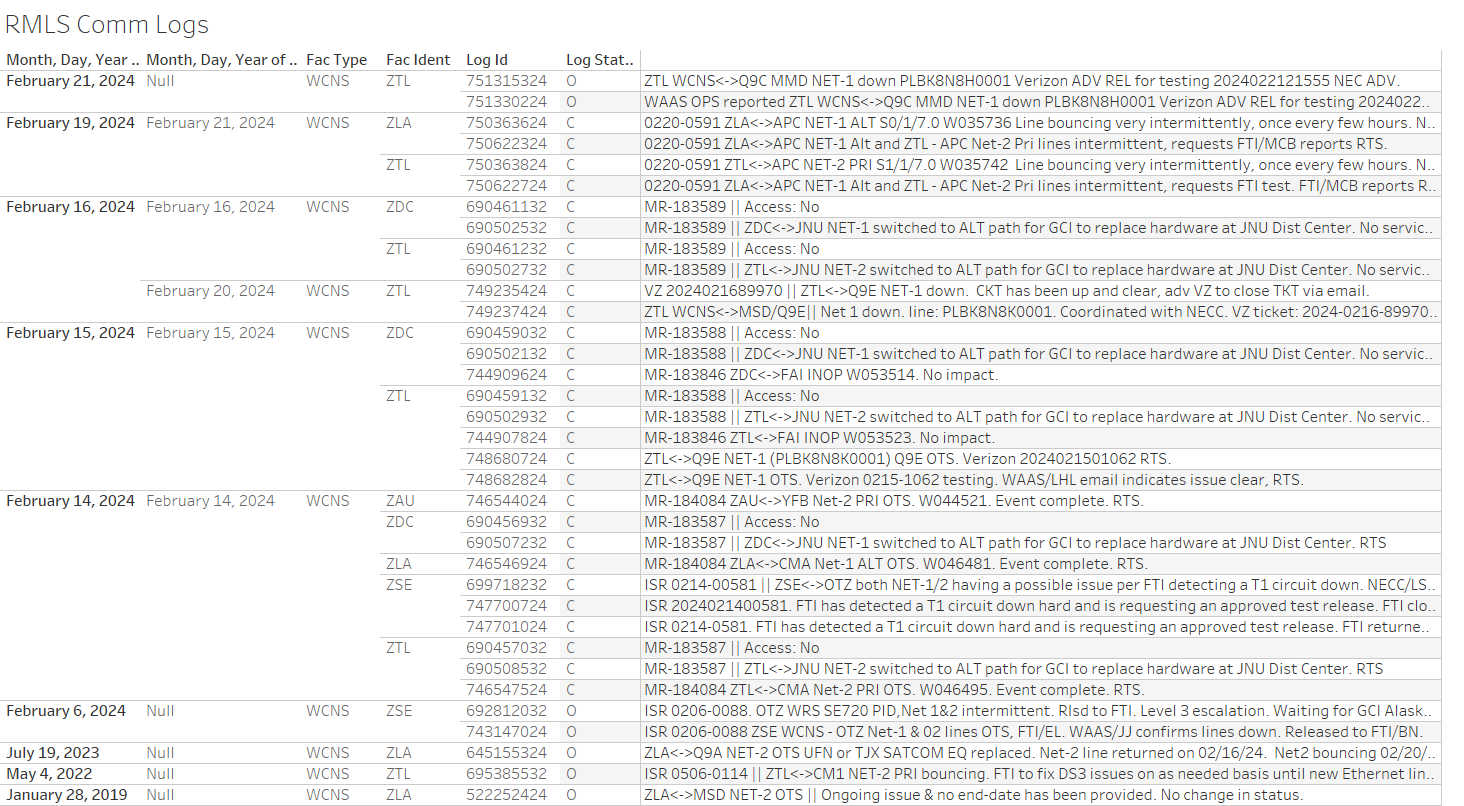 RMLS Comm Logs
Month, Day, Year .. Month, Day, Year of .. Fac Type Fac Ident Log Id Log Stat..
February 21, 2024 Null WCNS ZTL 751315324 O ZTL WCNS<->Q9C MMD NET-1 down PLBK8N8H0001 Verizon ADV REL for testing 2024022121555 NEC ADV.
751330224 O WAAS OPS reported ZTL WCNS<->Q9C MMD NET-1 down PLBK8N8H0001 Verizon ADV REL for testing 2024022..
February 19, 2024 February 21, 2024 WCNS ZLA 750363624 C 0220-0591 ZLA<->APC NET-1 ALT S0/1/7.0 W035736 Line bouncing very intermittently, once every few hours. N..
750622324 C 0220-0591 ZLA<->APC NET-1 Alt and ZTL - APC Net-2 Pri lines intermittent, requests FTI/MCB reports RTS.
ZTL 750363824 C 0220-0591 ZTL<->APC NET-2 PRI S1/1/7.0 W035742  Line bouncing very intermittently, once every few hours. N..
750622724 C 0220-0591 ZLA<->APC NET-1 Alt and ZTL - APC Net-2 Pri lines intermittent, requests FTI test. FTI/MCB reports R..
February 16, 2024 February 16, 2024 WCNS ZDC 690461132 C MR-183589 || Access: No
690502532 C MR-183589 || ZDC<->JNU NET-1 switched to ALT path for GCI to replace hardware at JNU Dist Center. No servic..
ZTL 690461232 C MR-183589 || Access: No
690502732 C MR-183589 || ZTL<->JNU NET-2 switched to ALT path for GCI to replace hardware at JNU Dist Center. No servic..
February 20, 2024 WCNS ZTL 749235424 C VZ 2024021689970 || ZTL<->Q9E NET-1 down.  CKT has been up and clear, adv VZ to close TKT via email.
749237424 C ZTL WCNS<->MSD/Q9E|| Net 1 down. line: PLBK8N8K0001. Coordinated with NECC. VZ ticket: 2024-0216-89970..
February 15, 2024 February 15, 2024 WCNS ZDC 690459032 C MR-183588 || Access: No
690502132 C MR-183588 || ZDC<->JNU NET-1 switched to ALT path for GCI to replace hardware at JNU Dist Center. No servic..
744909624 C MR-183846 ZDC<->FAI INOP W053514. No impact.
ZTL 690459132 C MR-183588 || Access: No
690502932 C MR-183588 || ZTL<->JNU NET-2 switched to ALT path for GCI to replace hardware at JNU Dist Center. No servic..
744907824 C MR-183846 ZTL<->FAI INOP W053523. No impact.
748680724 C ZTL<->Q9E NET-1 (PLBK8N8K0001) Q9E OTS. Verizon 2024021501062 RTS.
748682824 C ZTL<->Q9E NET-1 OTS. Verizon 0215-1062 testing. WAAS/LHL email indicates issue clear, RTS.
February 14, 2024 February 14, 2024 WCNS ZAU 746544024 C MR-184084 ZAU<->YFB Net-2 PRI OTS. W044521. Event complete. RTS.
ZDC 690456932 C MR-183587 || Access: No
690507232 C MR-183587 || ZDC<->JNU NET-1 switched to ALT path for GCI to replace hardware at JNU Dist Center. RTS
ZLA 746546924 C MR-184084 ZLA<->CMA Net-1 ALT OTS. W046481. Event complete. RTS.
ZSE 699718232 C ISR 0214-00581 || ZSE<->OTZ both NET-1/2 having a possible issue per FTI detecting a T1 circuit down. NECC/LS..
747700724 C ISR 2024021400581. FTI has detected a T1 circuit down hard and is requesting an approved test release. FTI clo..
747701024 C ISR 0214-0581. FTI has detected a T1 circuit down hard and is requesting an approved test release. FTI returne..
ZTL 690457032 C MR-183587 || Access: No
690508532 C MR-183587 || ZTL<->JNU NET-2 switched to ALT path for GCI to replace hardware at JNU Dist Center. RTS
746547524 C MR-184084 ZTL<->CMA Net-2 PRI OTS. W046495. Event complete. RTS.
February 6, 2024 Null WCNS ZSE 692812032 O ISR 0206-0088. OTZ WRS SE720 PID,Net 1&2 intermittent. Rlsd to FTI. Level 3 escalation. Waiting for GCI Alask..
743147024 O ISR 0206-0088 ZSE WCNS - OTZ Net-1 & 02 lines OTS, FTI/EL. WAAS/JJ confirms lines down. Released to FTI/BN.
July 19, 2023 Null WCNS ZLA 645155324 O ZLA<->Q9A NET-2 OTS UFN or TJX SATCOM EQ replaced. Net-2 line returned on 02/16/24.  Net2 bouncing 02/20/..
May 4, 2022 Null WCNS ZTL 695385532 O ISR 0506-0114 || ZTL<->CM1 NET-2 PRI bouncing. FTI to fix DS3 issues on as needed basis until new Ethernet lin..
January 28, 2019 Null WCNS ZLA 522252424 O ZLA<->MSD NET-2 OTS || Ongoing issue & no end-date has been provided. No change in status.